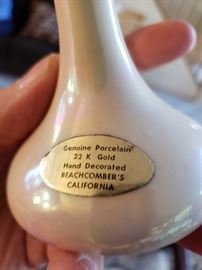 Genuine Porcelain
22 K Gold
Hand Decorated
BEACHCOMBER'S
CALIFORNIA